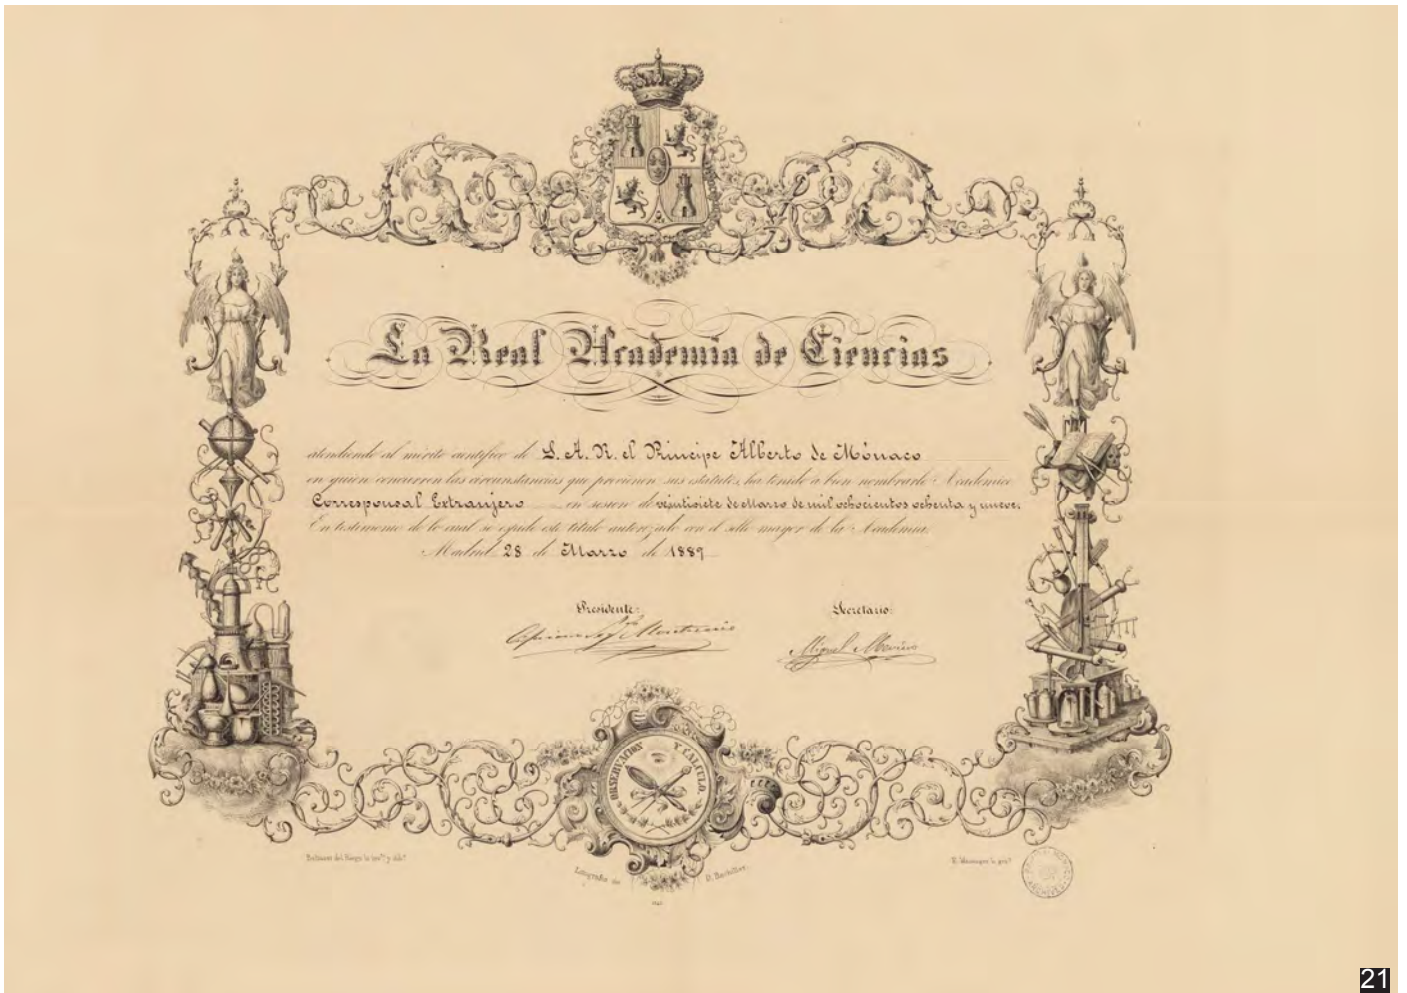 La Real Academia de Ciencias
atendiendo al mérito científico de S. A. R. el Príncipe Alberto de Mónaco
en quien concurren las circunstancias que previenen sus estatutos, ha tenido á bien nombrarle Académico
Corresponsal Extranjero en sesion de veintisiete de Marzo de mil ochocientos ochenta y nueve.
En testimonio de lo cual se expide este título autorizado con el sello mayor de la Academia.
Madrid 28 de Marzo de 1889
Presidente:
Secretario:
Miguel Merino
OBSERVACION Y CALCULO.
Litografía de
ARCHIVES
21